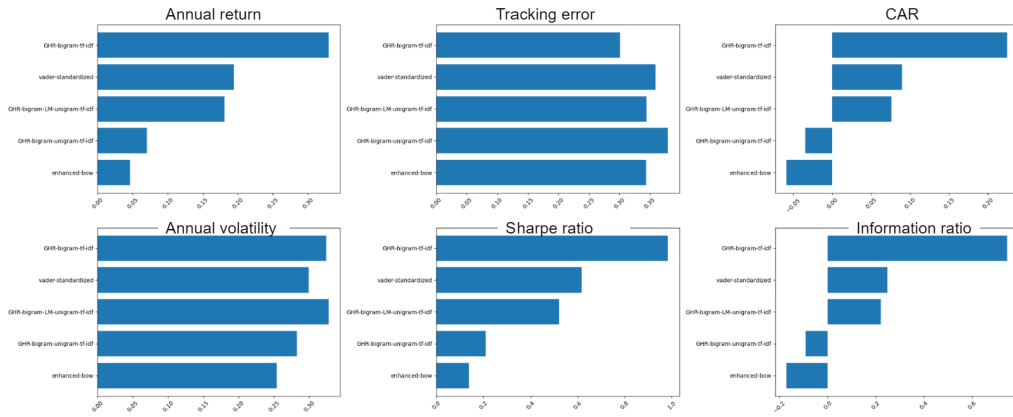 Annual return
GHR-bigram-tf-idf
vader-standardized
GHR-bigram-LM-unigram-tf-idf
GHR-bigram-unigram-tf-idf
enhanced-bow
0.00 0.05 0.10 0.15 0.20 0.25 0.30
Tracking error
GHR-bigram-tf-idf
vader-standardized
GHR-bigram-LM-unigram-tf-idf
GHR-bigram-unigram-tf-idf
enhanced-bow
0.00 0.05 0.10 0.15 0.20 0.25 0.30 0.35
CAR
GHR-bigram-tf-idf
vader-standardized
GHR-bigram-LM-unigram-tf-idf
GHR-bigram-unigram-tf-idf
enhanced-bow
−0.05 0.00 0.05 0.10 0.15 0.20
Annual volatility
GHR-bigram-tf-idf
vader-standardized
GHR-bigram-LM-unigram-tf-idf
GHR-bigram-unigram-tf-idf
enhanced-bow
0.00 0.05 0.10 0.15 0.20 0.25 0.30
Sharpe ratio
GHR-bigram-tf-idf
vader-standardized
GHR-bigram-LM-unigram-tf-idf
GHR-bigram-unigram-tf-idf
enhanced-bow
0.0 0.2 0.4 0.6 0.8 1.0
Information ratio
GHR-bigram-tf-idf
vader-standardized
GHR-bigram-LM-unigram-tf-idf
GHR-bigram-unigram-tf-idf
enhanced-bow
−0.2 0.0 0.2 0.4 0.6